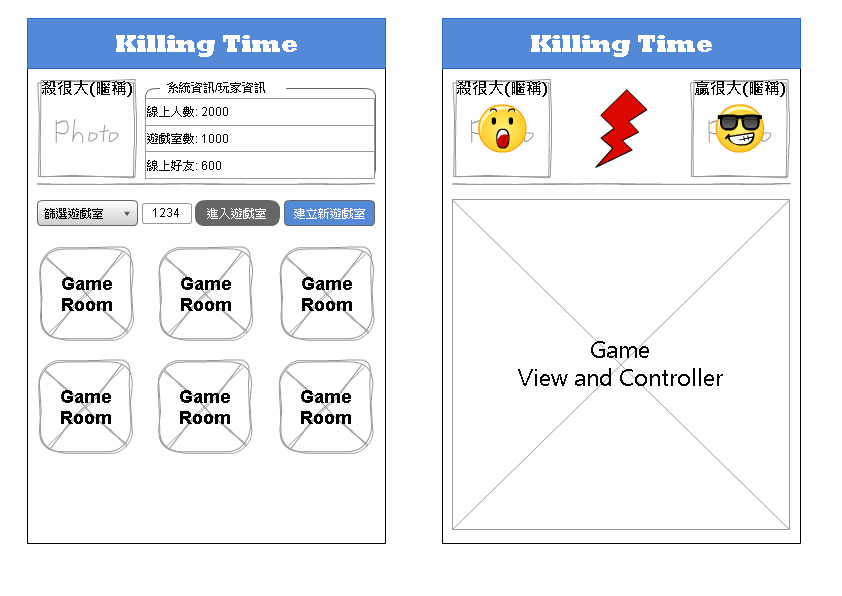 Killing Time
殺很大(暱稱)
Photo
系統資訊/玩家資訊
線上人數: 2000
遊戲室數: 1000
線上好友: 600
篩選遊戲室
1234
進入遊戲室
建立新遊戲室
Game
Room
Game
Room
Game
Room
Game
Room
Game
Room
Game
Room
Killing Time
殺很大(暱稱)
贏很大(暱稱)
Game
View and Controller